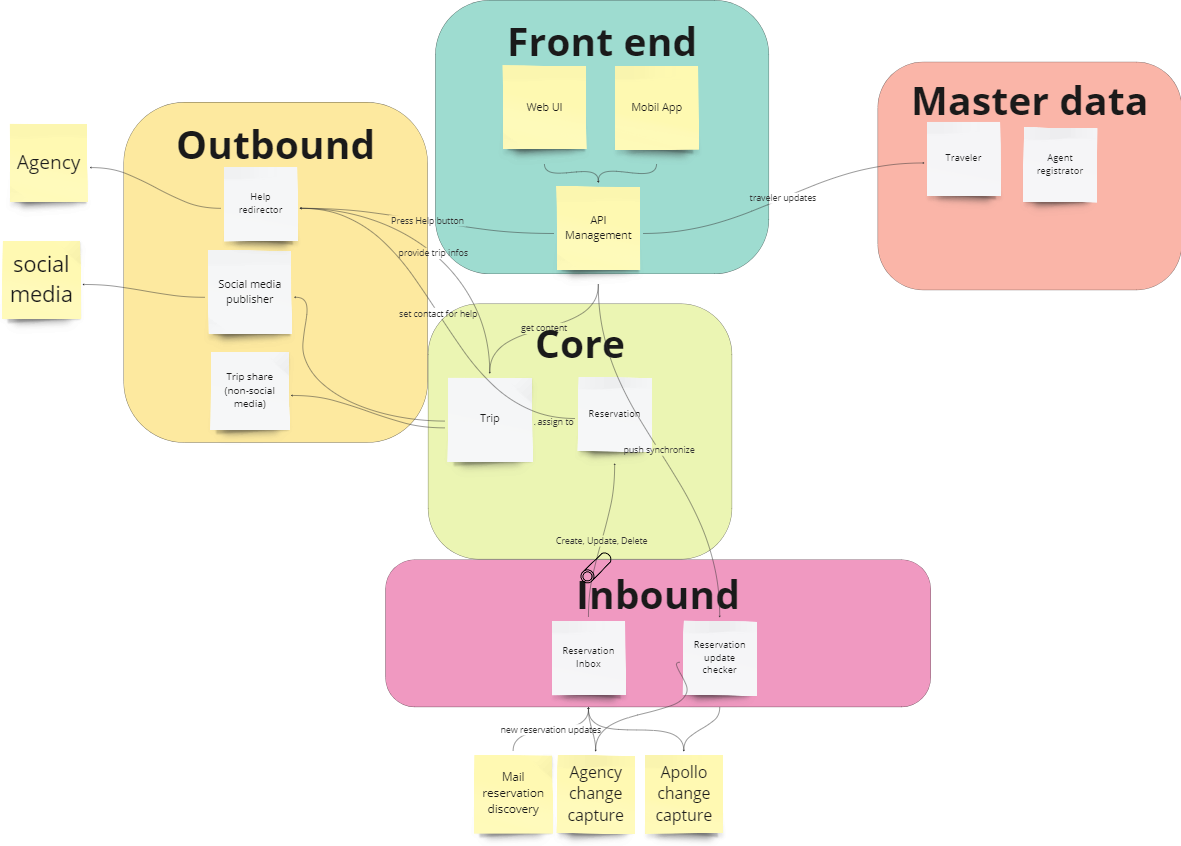 Front end
Web UI
Mobil App
API
Management
Master data
Traveler
Agent
registrator
traveler updates
Outbound
Agency
Help
redirector
social
media
Social media
publisher
Trip share
(non-social
media)
Press Help button
provide trip infos
set contact for help
get content
Core
Trip
. assign to
Reservation
push synchronize
Create, Update, Delete
Inbound
Reservation
Inbox
Reservation
update
checker
new reservation updates
Mail
reservation
discovery
Agency
change
capture
Apollo
change
capture